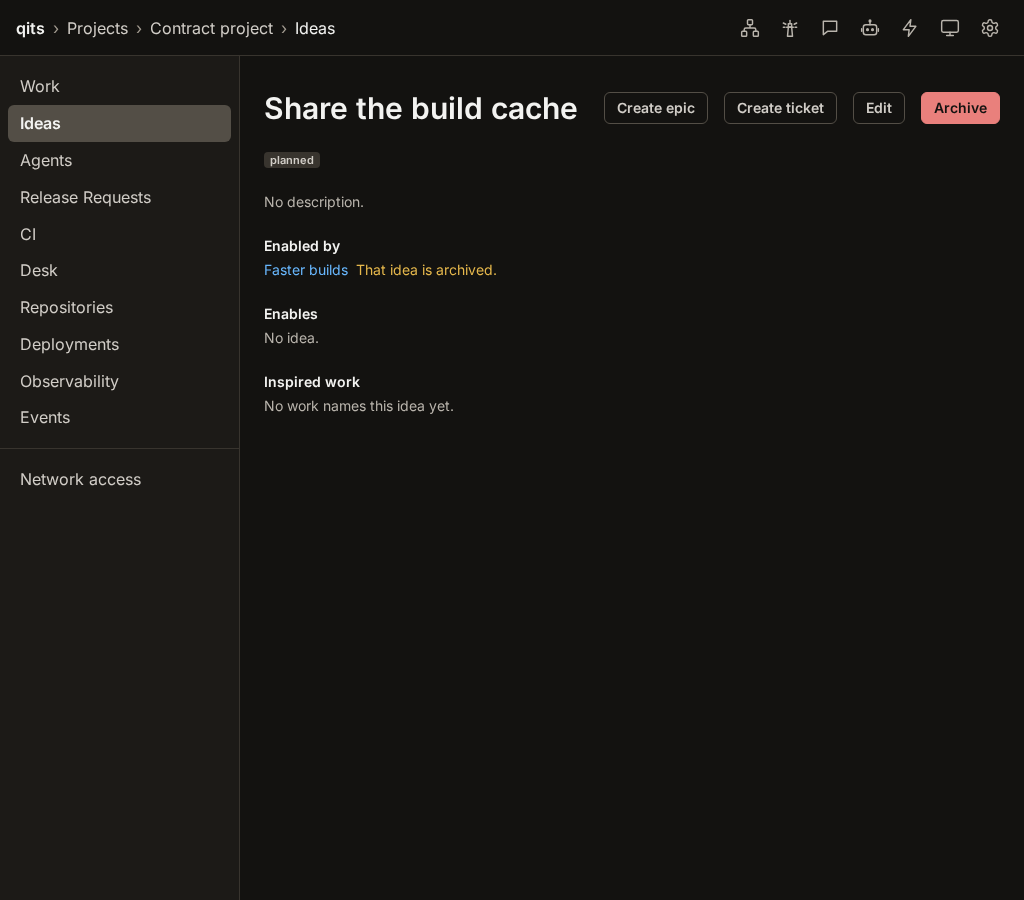 qits › Projects › Contract project › Ideas
Work
Ideas
Agents
Release Requests
CI
Desk
Repositories
Deployments
Observability
Events
Network access
Share the build cache
Create epic
Create ticket
Edit
Archive
planned
No description.
Enabled by
Faster builds That idea is archived.
Enables
No idea.
Inspired work
No work names this idea yet.